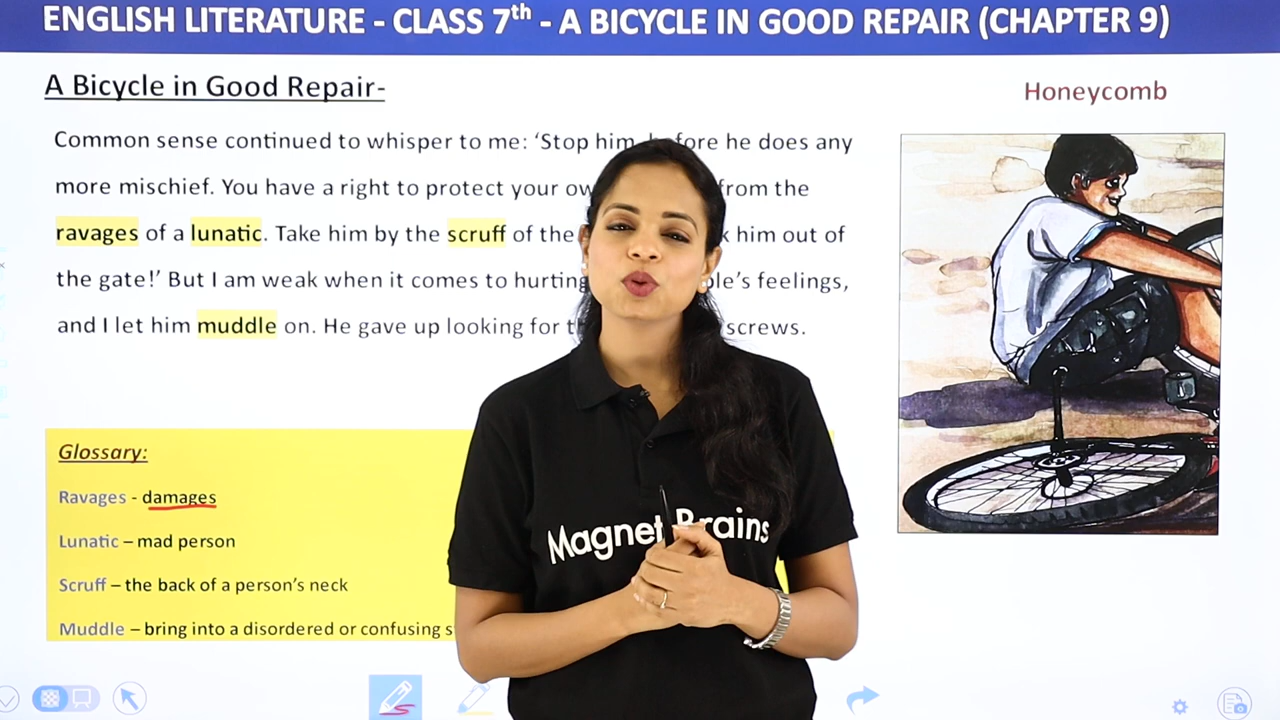 ENGLISH LITERATURE - CLASS 7th - A BICYCLE IN GOOD REPAIR (CHAPTER 9)
A Bicycle in Good Repair-
Honeycomb
Common sense continued to whisper to me: ‘Stop him, before he does any
more mischief. You have a right to protect your from the
ravages of a lunatic. Take him by the scruff of the him out of
the gate!’ But I am weak when it comes to hurting feelings,
and I let him muddle on. He gave up looking for screws.
Glossary:
Ravages - damages
Lunatic – mad person
Scruff – the back of a person’s neck
Muddle – bring into a disordered or confusing
Magnet Brains